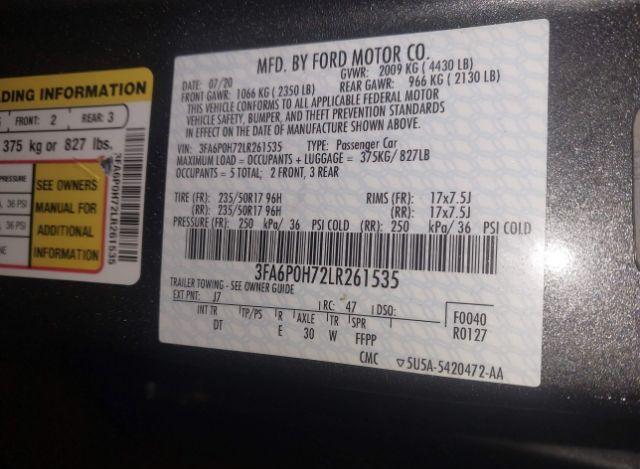 MFD. BY FORD MOTOR CO.
DATE: 07/20 GVWR: 2009 KG ( 4430 LB)
FRONT GAWR: 1066 KG ( 2350 LB) REAR GAWR: 966 KG ( 2130 LB)
THIS VEHICLE CONFORMS TO ALL APPLICABLE FEDERAL MOTOR
VEHICLE SAFETY, BUMPER, AND THEFT PREVENTION STANDARDS
IN EFFECT ON THE DATE OF MANUFACTURE SHOWN ABOVE.
VIN: 3FA6P0H72LR261535 TYPE: Passenger Car
MAXIMUM LOAD = OCCUPANTS + LUGGAGE = 375KG/ 827LB
OCCUPANTS = 5 TOTAL; 2 FRONT, 3 REAR
TIRE (FR): 235/50R17 96H RIMS (FR): 17x7.5J
(RR): 235/50R17 96H (RR): 17x7.5J
PRESSURE (FR): 250 kPa/ 36 PSI COLD (RR): 250 kPa/ 36 PSI COLD
3FA6P0H72LR261535
TRAILER TOWING - SEE OWNER GUIDE
EXT PNT: J7 RC: 47 DSO:
INT TR TP/PS R AXLE TR SPR
DT E 30 W FFPP
F0040
R0127
CMC 5U5A-5420472-AA
DING INFORMATION
FRONT: 2 REAR: 3
375 kg or 827 lbs.
PRESSURE
36 PSI
36 PSI
NE
SEE OWNERS
MANUAL FOR
ADDITIONAL
INFORMATION
3FA6P0H72LR261535